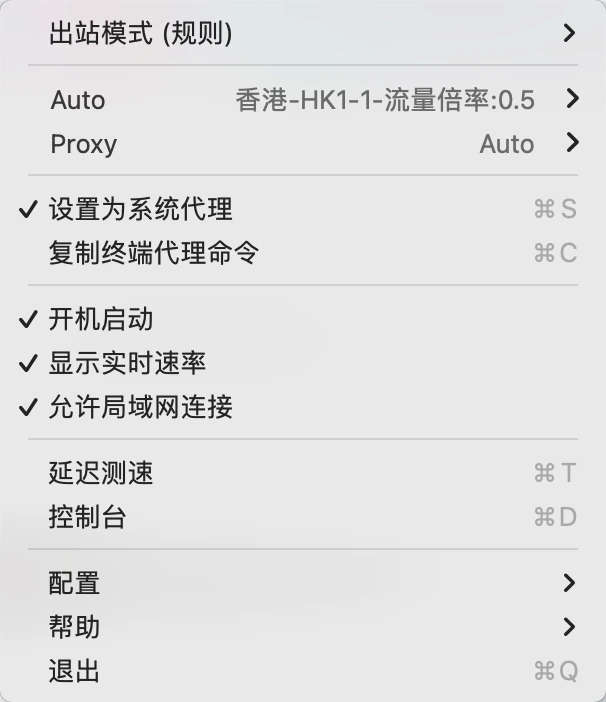 出站模式 (规则)
Auto 香港-HK1-1-流量倍率:0.5
Proxy Auto
设置为系统代理 ⌘ S
复制终端代理命令 ⌘ C
开机启动
显示实时速率
允许局域网连接
延迟测速 ⌘ T
控制台 ⌘ D
配置
帮助
退出 ⌘ Q